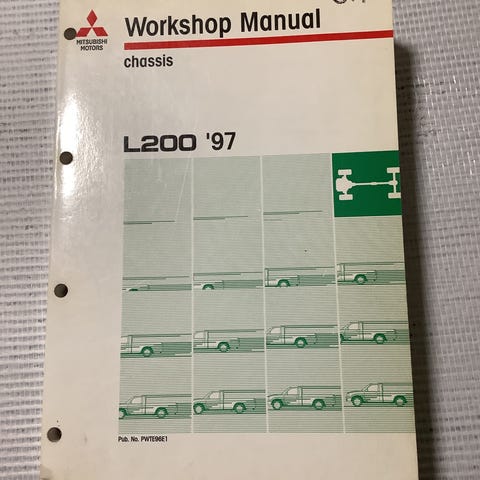 Workshop Manual
MITSUBISHI
MOTORS
chassis
L200 '97
Pub. No. PWTE96E1